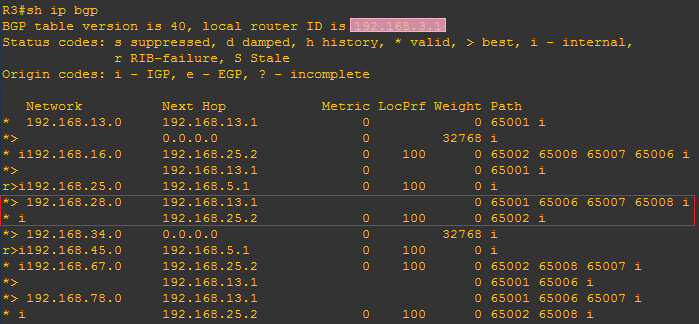 R3#sh ip bgp
BGP table version is 40, local router ID is 192.168.3.1
Status codes: s suppressed, d damped, h history, * valid, > best, i - internal,
              r RIB-failure, S Stale
Origin codes: i - IGP, e - EGP, ? - incomplete

   Network          Next Hop            Metric LocPrf Weight Path
*  192.168.13.0     192.168.13.1             0             0 65001 i
*>                  0.0.0.0                  0         32768 i
* i192.168.16.0     192.168.25.2             0    100      0 65002 65008 65007 65006 i
*>                  192.168.13.1             0             0 65001 i
r>i192.168.25.0     192.168.5.1              0    100      0 i
*> 192.168.28.0     192.168.13.1                           0 65001 65006 65007 65008 i
* i                 192.168.25.2             0    100      0 65002 i
*> 192.168.34.0     0.0.0.0                  0         32768 i
r>i192.168.45.0     192.168.5.1              0    100      0 i
* i192.168.67.0     192.168.25.2             0    100      0 65002 65008 65007 i
*>                  192.168.13.1                           0 65001 65006 i
*> 192.168.78.0     192.168.13.1                           0 65001 65006 65007 i
* i                 192.168.25.2             0    100      0 65002 65008 i